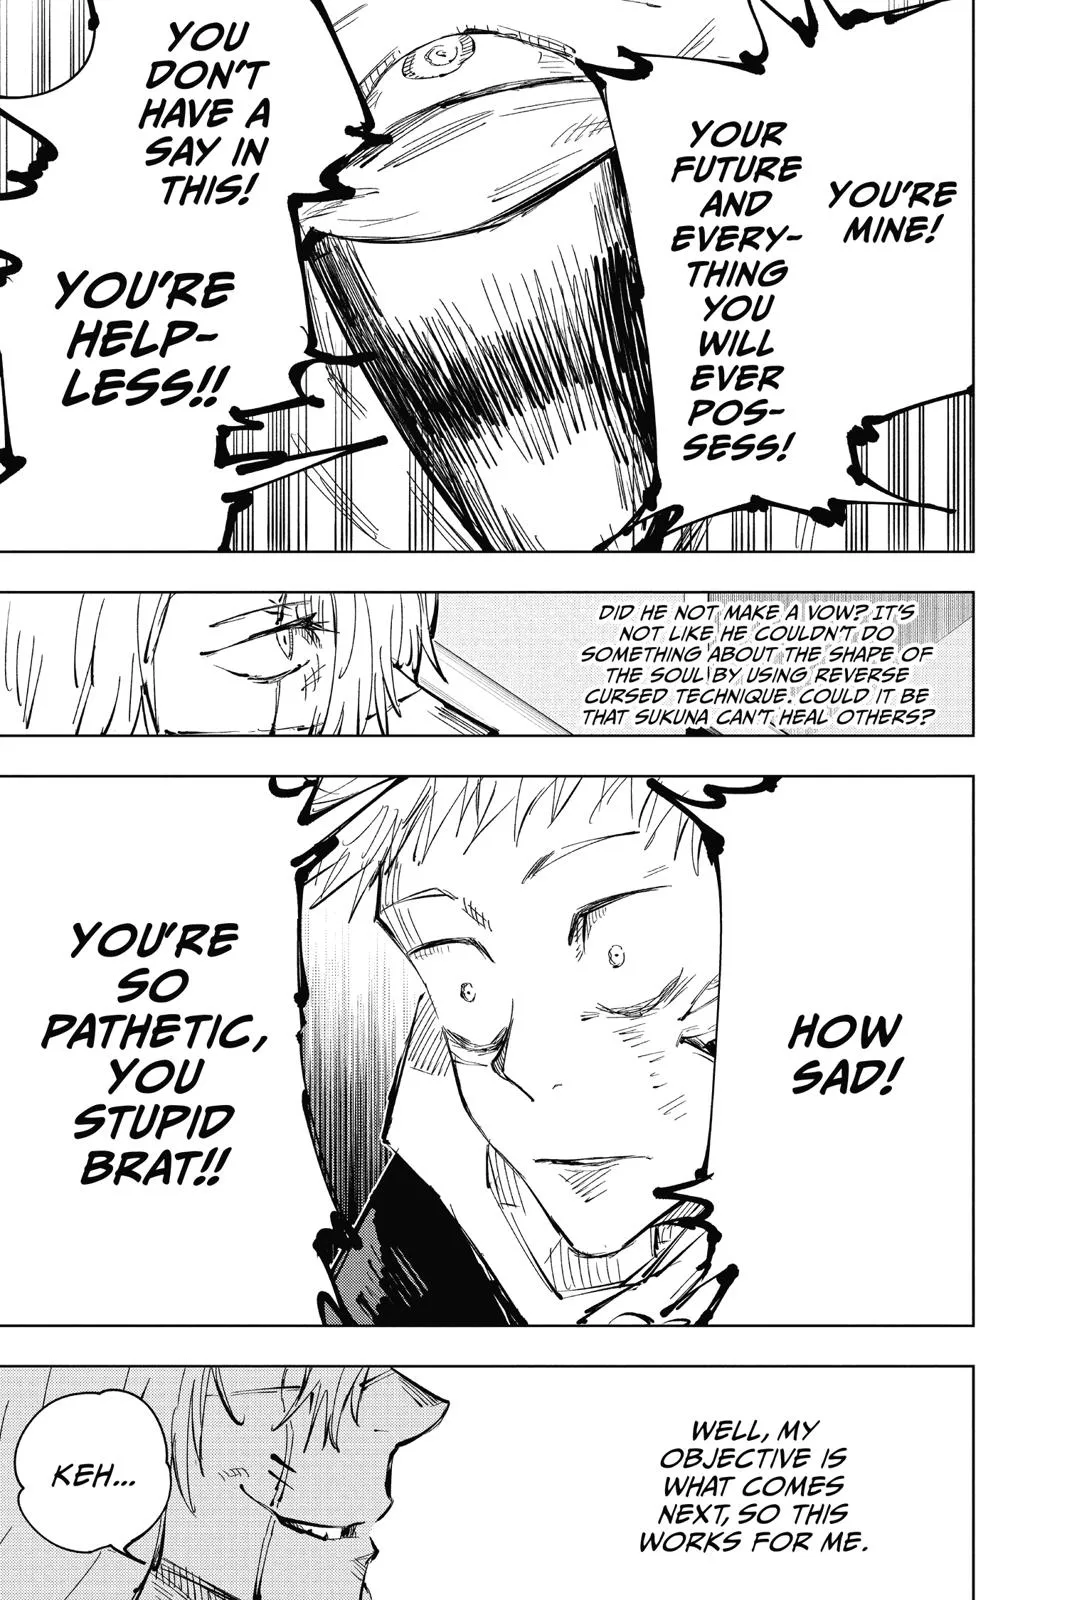 YOU'RE
MINE!
YOUR
FUTURE
AND
EVERY-
THING
YOU
WILL
EVER
POS-
SESS!
YOU
DON'T
HAVE A
SAY IN
THIS!
YOU'RE
HELP-
LESS!!
DID HE NOT MAKE A VOW? IT'S
NOT LIKE HE COULDN'T DO
SOMETHING ABOUT THE SHAPE OF
THE SOUL BY USING REVERSE
CURSED TECHNIQUE. COULD IT BE
THAT SUKUNA CAN'T HEAL OTHERS?
HOW
SAD!
YOU'RE
SO
PATHETIC,
YOU
STUPID
BRAT!!
WELL, MY
OBJECTIVE IS
WHAT COMES
NEXT, SO THIS
WORKS FOR ME.
KEH...